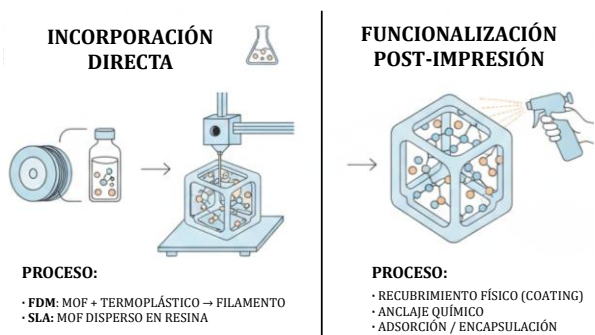 INCORPORACIÓN
DIRECTA
PROCESO:
· FDM: MOF + TERMOPLÁSTICO → FILAMENTO
· SLA: MOF DISPERSO EN RESINA
FUNCIONALIZACIÓN
POST-IMPRESIÓN
PROCESO:
· RECUBRIMIENTO FÍSICO (COATING)
· ANCLAJE QUÍMICO
· ADSORCIÓN / ENCAPSULACIÓN